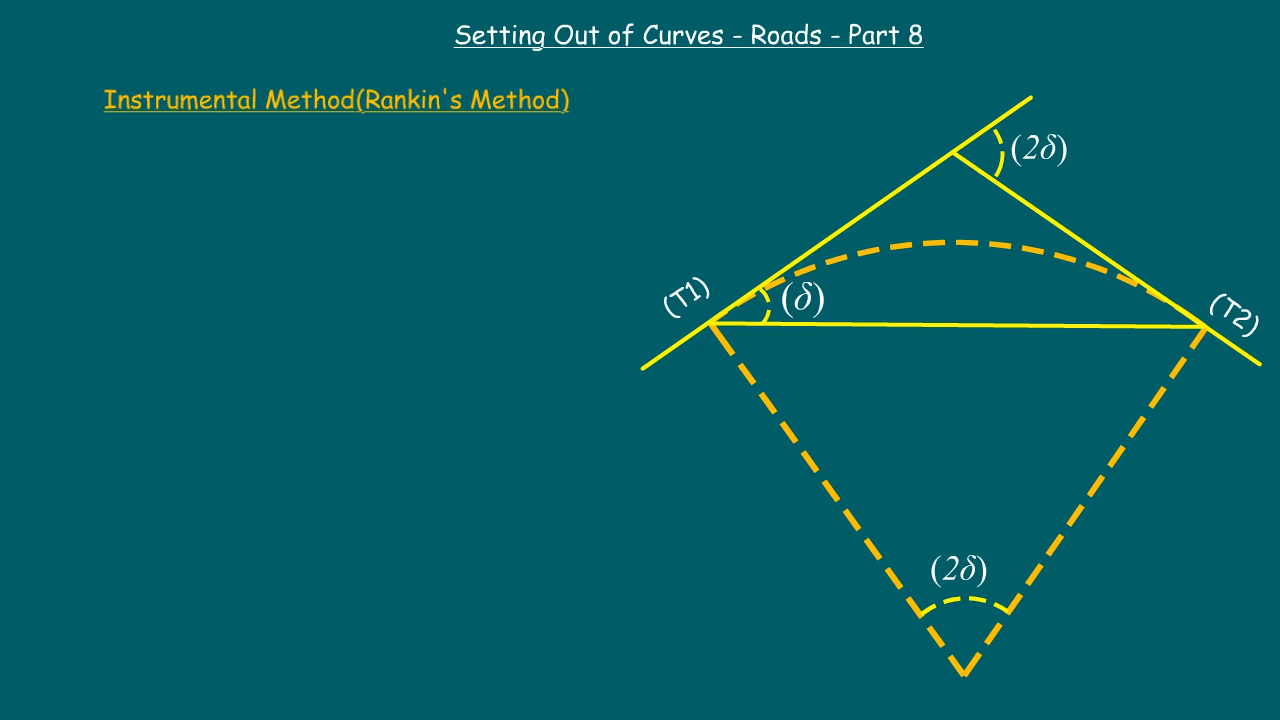 Setting Out of Curves - Roads - Part 8
Instrumental Method(Rankin's Method)
(2δ)
(T1)
(δ)
(T2)
(2δ)